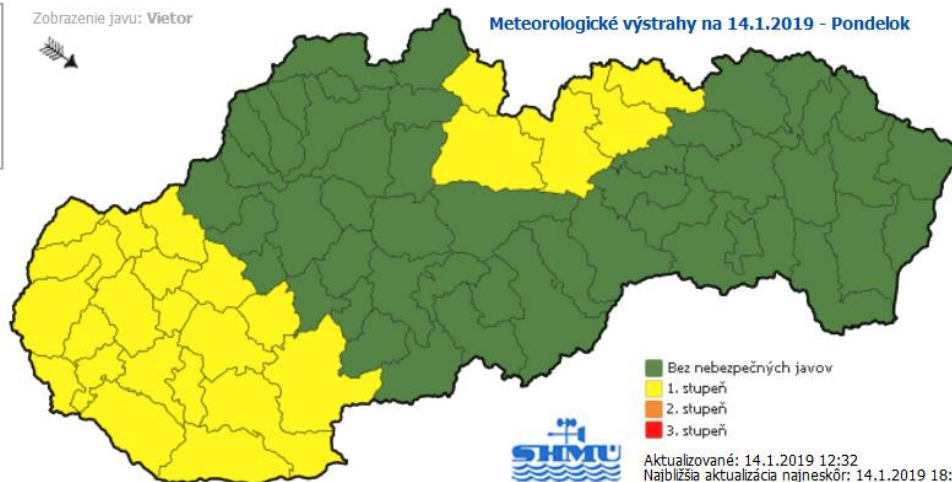 Zobrazenie javu: Vietor
Meteorologické výstrahy na 14.1.2019 - Pondelok
Bez nebezpečných javov
1. stupeň
2. stupeň
3. stupeň
SHMÚ
Aktualizované: 14.1.2019 12:32
Najbližšia aktualizácia najneskôr: 14.1.2019 18: